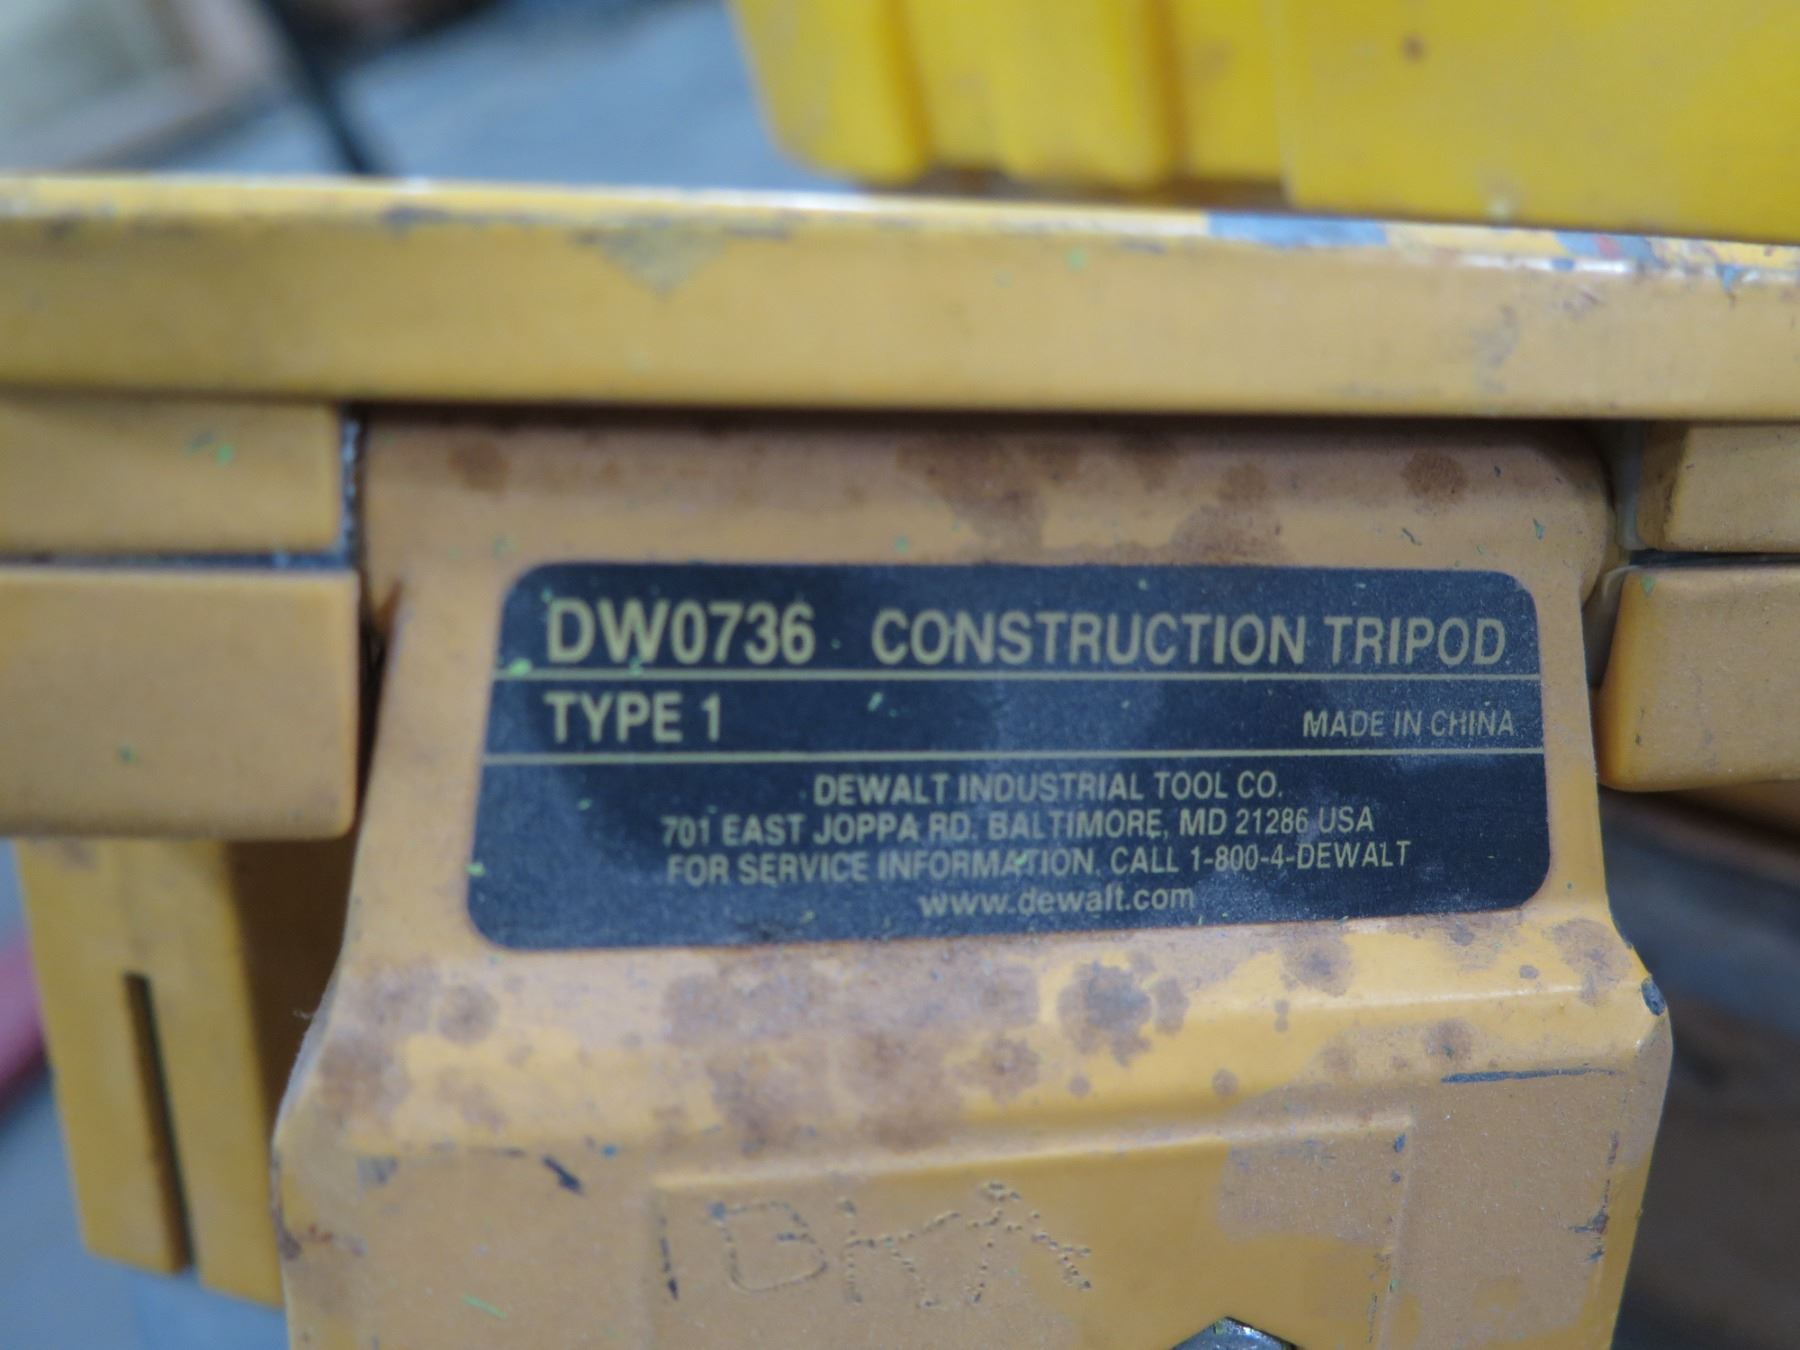 DW0736 CONSTRUCTION TRIPOD
TYPE 1 MADE IN CHINA
DEWALT INDUSTRIAL TOOL CO.
701 EAST JOPPA RD. BALTIMORE, MD 21286 USA
FOR SERVICE INFORMATION, CALL 1-800-4-DEWALT
www.dewalt.com